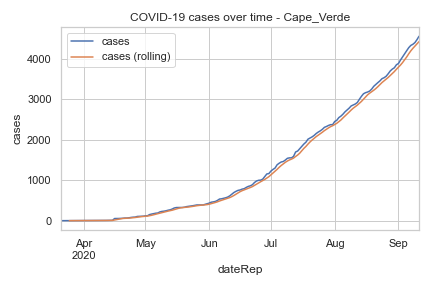 COVID-19 cases over time - Cape_Verde
cases
cases (rolling)
cases
4000
3000
2000
1000
0
Apr
2020
May
Jun
Jul
Aug
Sep
dateRep